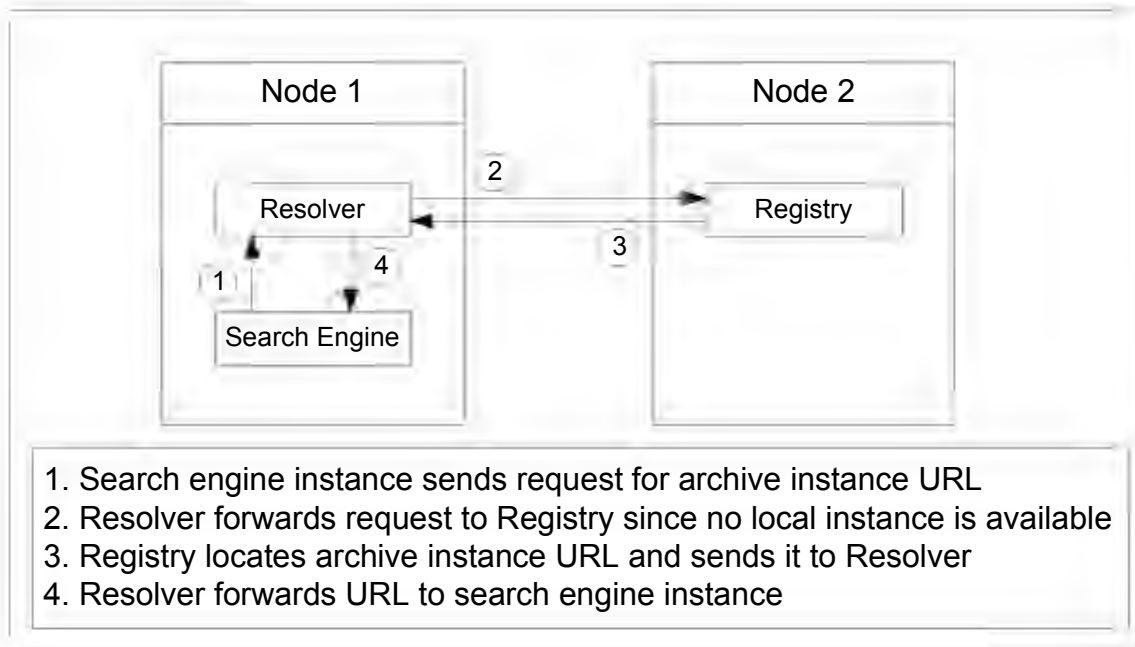 Node 1
Node 2
2
Resolver
Registry
3
4
1
Search Engine
1. Search engine instance sends request for archive instance URL
2. Resolver forwards request to Registry since no local instance is available
3. Registry locates archive instance URL and sends it to Resolver
4. Resolver forwards URL to search engine instance